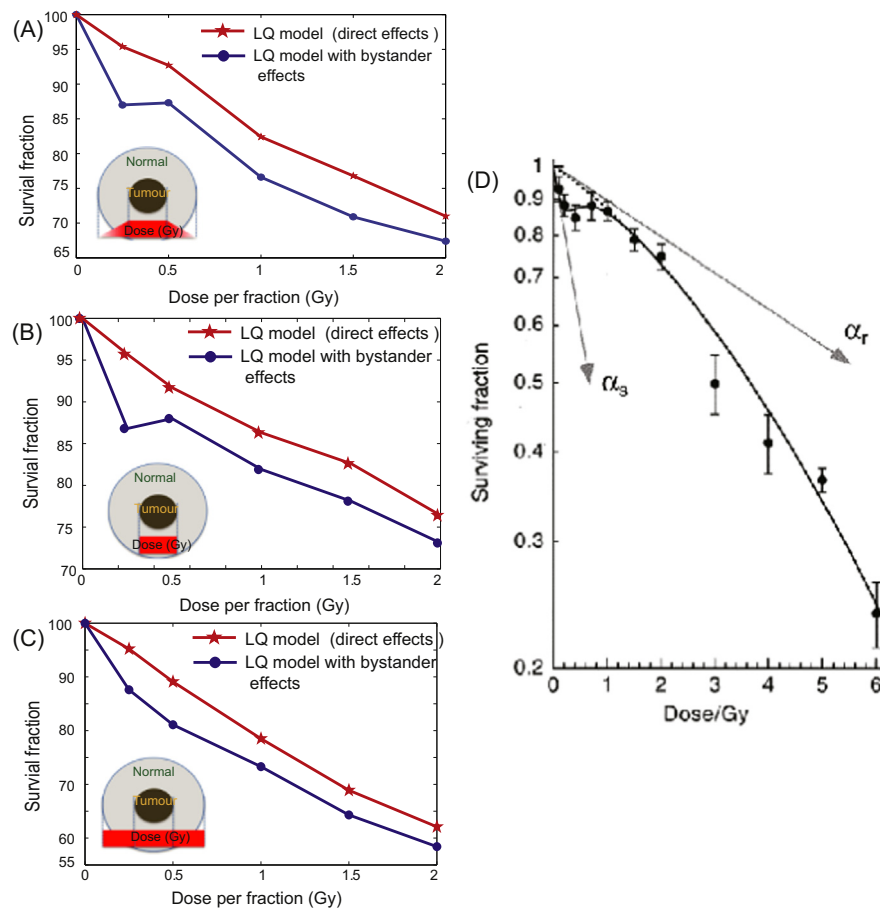 (A)
100
95
90
85
80
75
70
65
Survial fraction
LQ model (direct effects )
LQ model with bystander
effects
Normal
Tumour
Dose (Gy)
0
0.5
1
1.5
2
Dose per fraction (Gy)
(B)
100
95
90
85
80
75
70
Survial fraction
LQ model (direct effects )
LQ model with bystander
effects
Normal
Tumour
Dose (Gy)
0
0.5
1
1.5
2
Dose per fraction (Gy)
(C)
100
90
80
70
60
55
Survial fraction
LQ model (direct effects )
LQ model with bystander
effects
Normal
Tumour
Dose (Gy)
0
0.5
1
1.5
2
Dose per fraction (Gy)
(D)
1
0.9
0.8
0.7
0.6
0.5
0.4
0.3
0.2
Surviving fraction
αr
αs
0
1
2
3
4
5
6
Dose/Gy